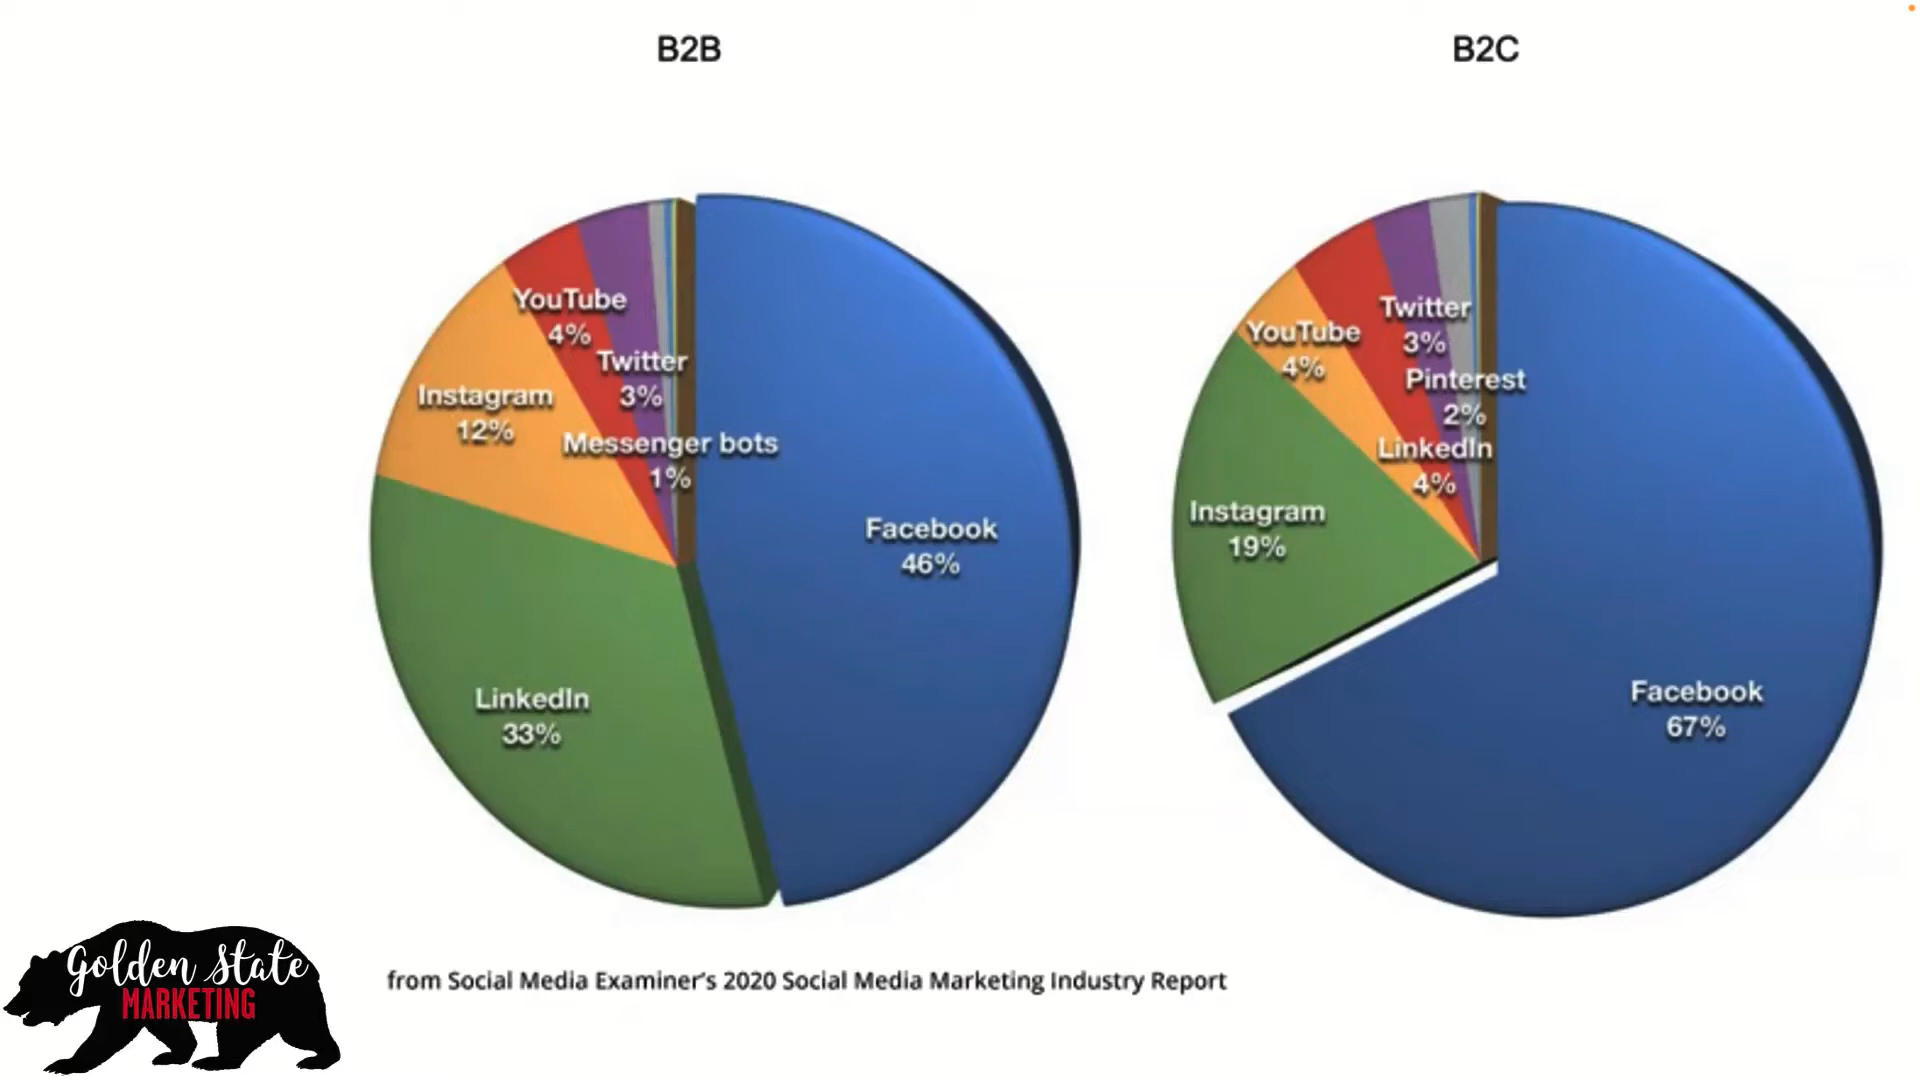 B2B
B2C
YouTube
4%
Twitter
3%
Instagram
12%
Messenger bots
1%
Facebook
46%
LinkedIn
33%
Twitter
3%
YouTube
4%
Pinterest
2%
LinkedIn
4%
Instagram
19%
Facebook
67%
Golden State
MARKETING
from Social Media Examiner's 2020 Social Media Marketing Industry Report